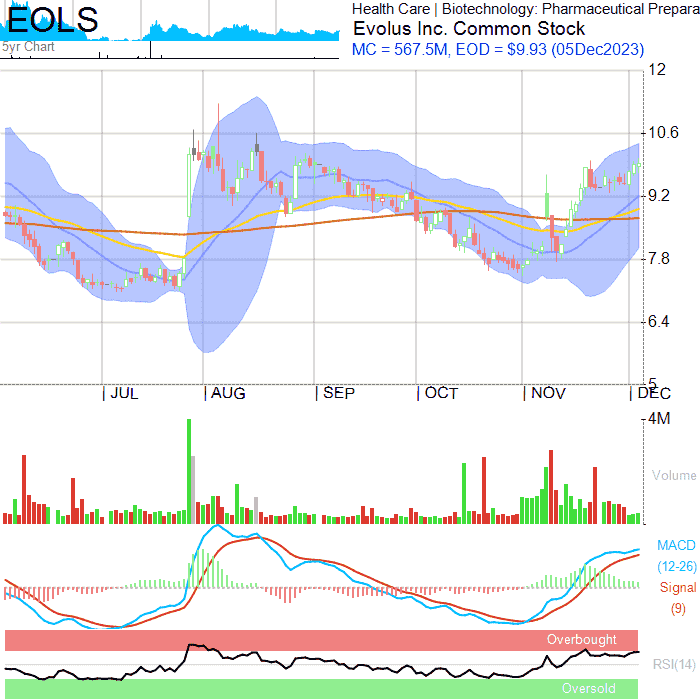 EOLS
5yr Chart
Health Care | Biotechnology: Pharmaceutical Prepara
Evolus Inc. Common Stock
MC = 567.5M, EOD = $9.93 (05Dec2023)
12
10.6
9.2
7.8
6.4
5
JUL AUG SEP OCT NOV DEC
4M
Volume
MACD
(12-26)
Signal
(9)
Overbought
RSI(14)
Oversold